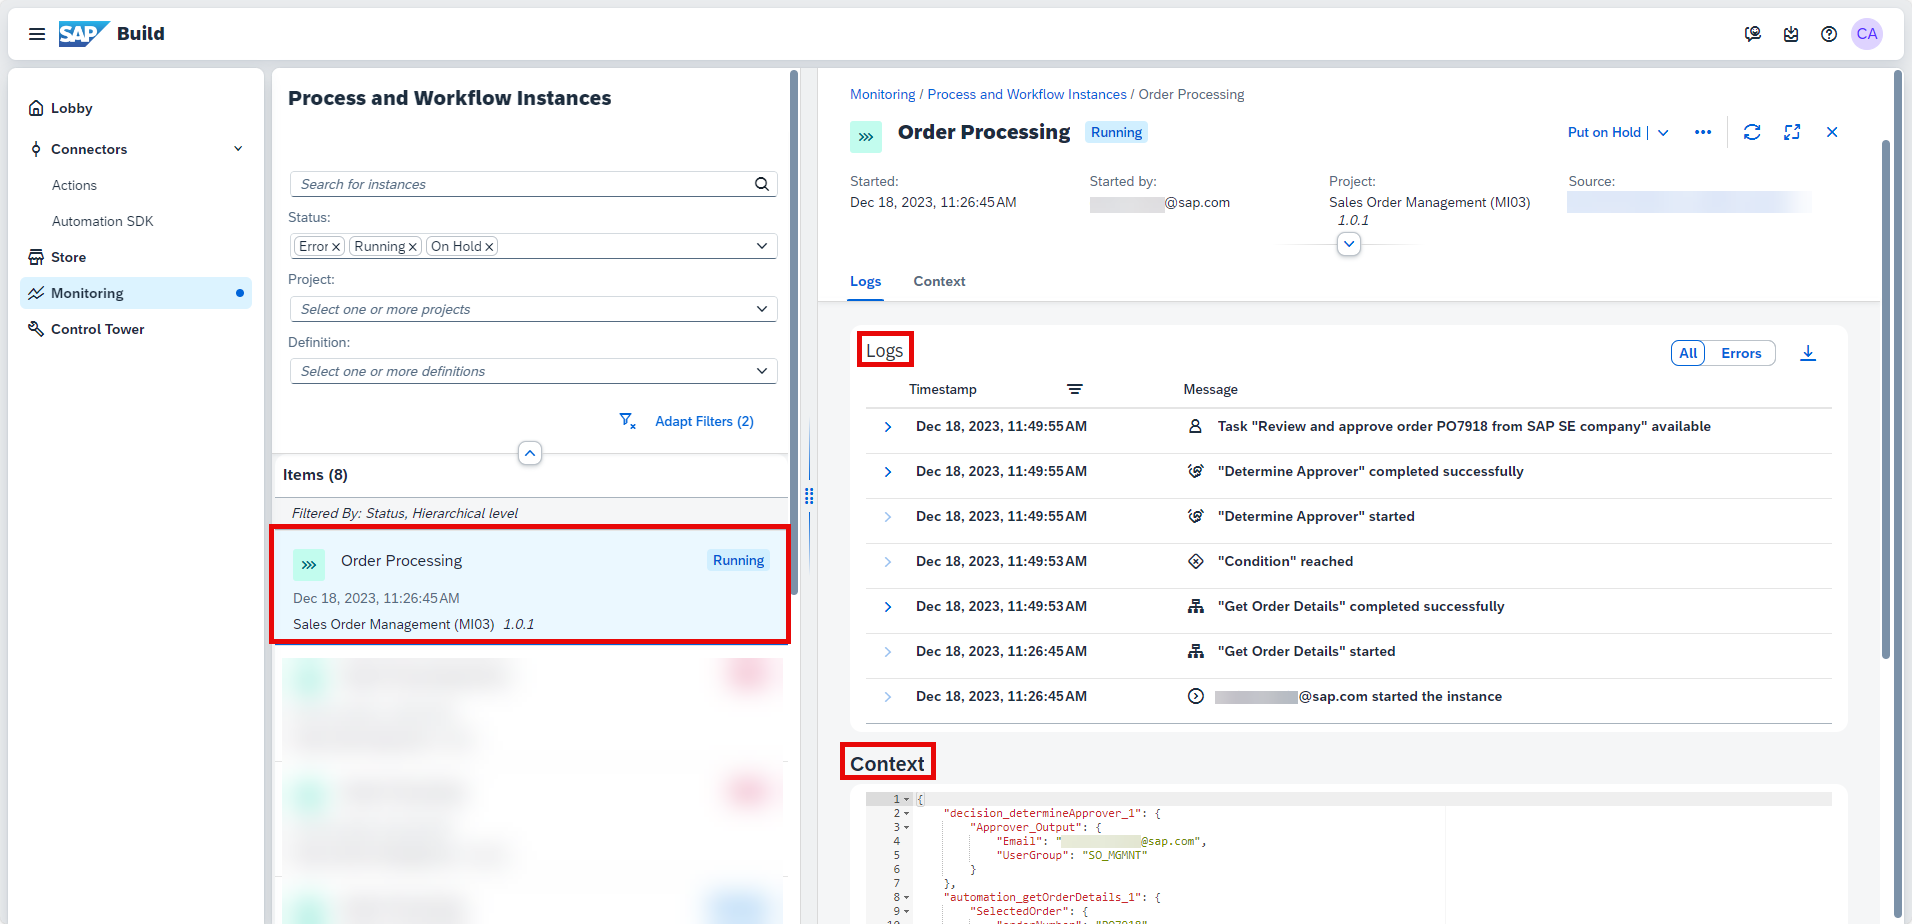 SAP Build
CA
Lobby
Connectors
Actions
Automation SDK
Store
Monitoring
Control Tower
Process and Workflow Instances
Search for instances
Status:
Error Running On Hold
Project:
Select one or more projects
Definition:
Select one or more definitions
Adapt Filters (2)
Items (8)
Filtered By: Status, Hierarchical level
Order Processing Running
Dec 18, 2023, 11:26:45 AM
Sales Order Management (MI03) 1.0.1
Monitoring / Process and Workflow Instances / Order Processing
Order Processing Running
Put on Hold
Started: Started by: Project: Source:
Dec 18, 2023, 11:26:45 AM @sap.com Sales Order Management (MI03)
1.0.1
Logs Context
Logs
All Errors
Timestamp Message
Dec 18, 2023, 11:49:55 AM Task "Review and approve order PO7918 from SAP SE company" available
Dec 18, 2023, 11:49:55 AM "Determine Approver" completed successfully
Dec 18, 2023, 11:49:55 AM "Determine Approver" started
Dec 18, 2023, 11:49:53 AM "Condition" reached
Dec 18, 2023, 11:49:53 AM "Get Order Details" completed successfully
Dec 18, 2023, 11:26:45 AM "Get Order Details" started
Dec 18, 2023, 11:26:45 AM @sap.com started the instance
Context
1 {
2 "decision_determineApprover_1": {
3 "Approver_Output": {
4 "Email": " @sap.com",
5 "UserGroup": "SO_MGMNT"
6 }
7 },
8 "automation_getOrderDetails_1": {
9 "SelectedOrder": {